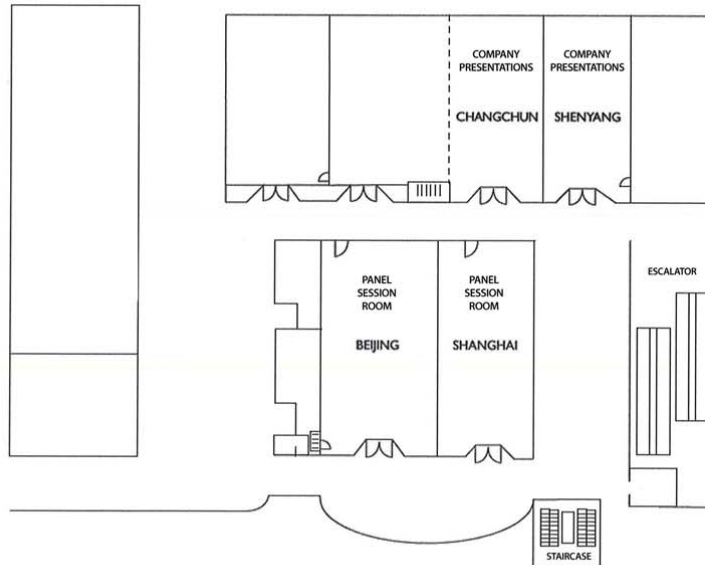 COMPANY
PRESENTATIONS
CHANGCHUN
COMPANY
PRESENTATIONS
SHENYANG
PANEL
SESSION
ROOM
BEIJING
PANEL
SESSION
ROOM
SHANGHAI
ESCALATOR
STAIRCASE